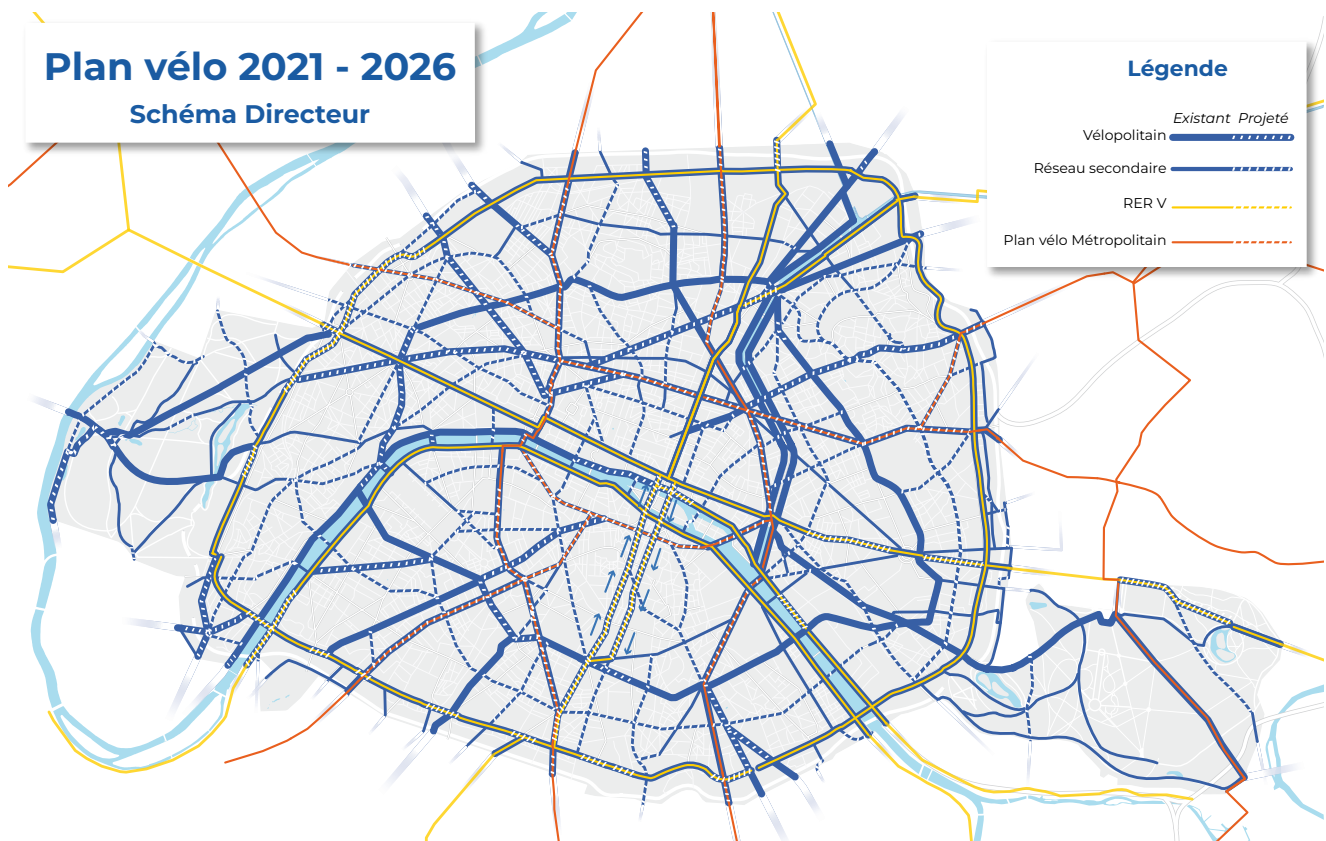 Plan vélo 2021 - 2026
Schéma Directeur
Légende
Existant Projeté
Vélopolitain
Réseau secondaire
RER V
Plan vélo Métropolitain